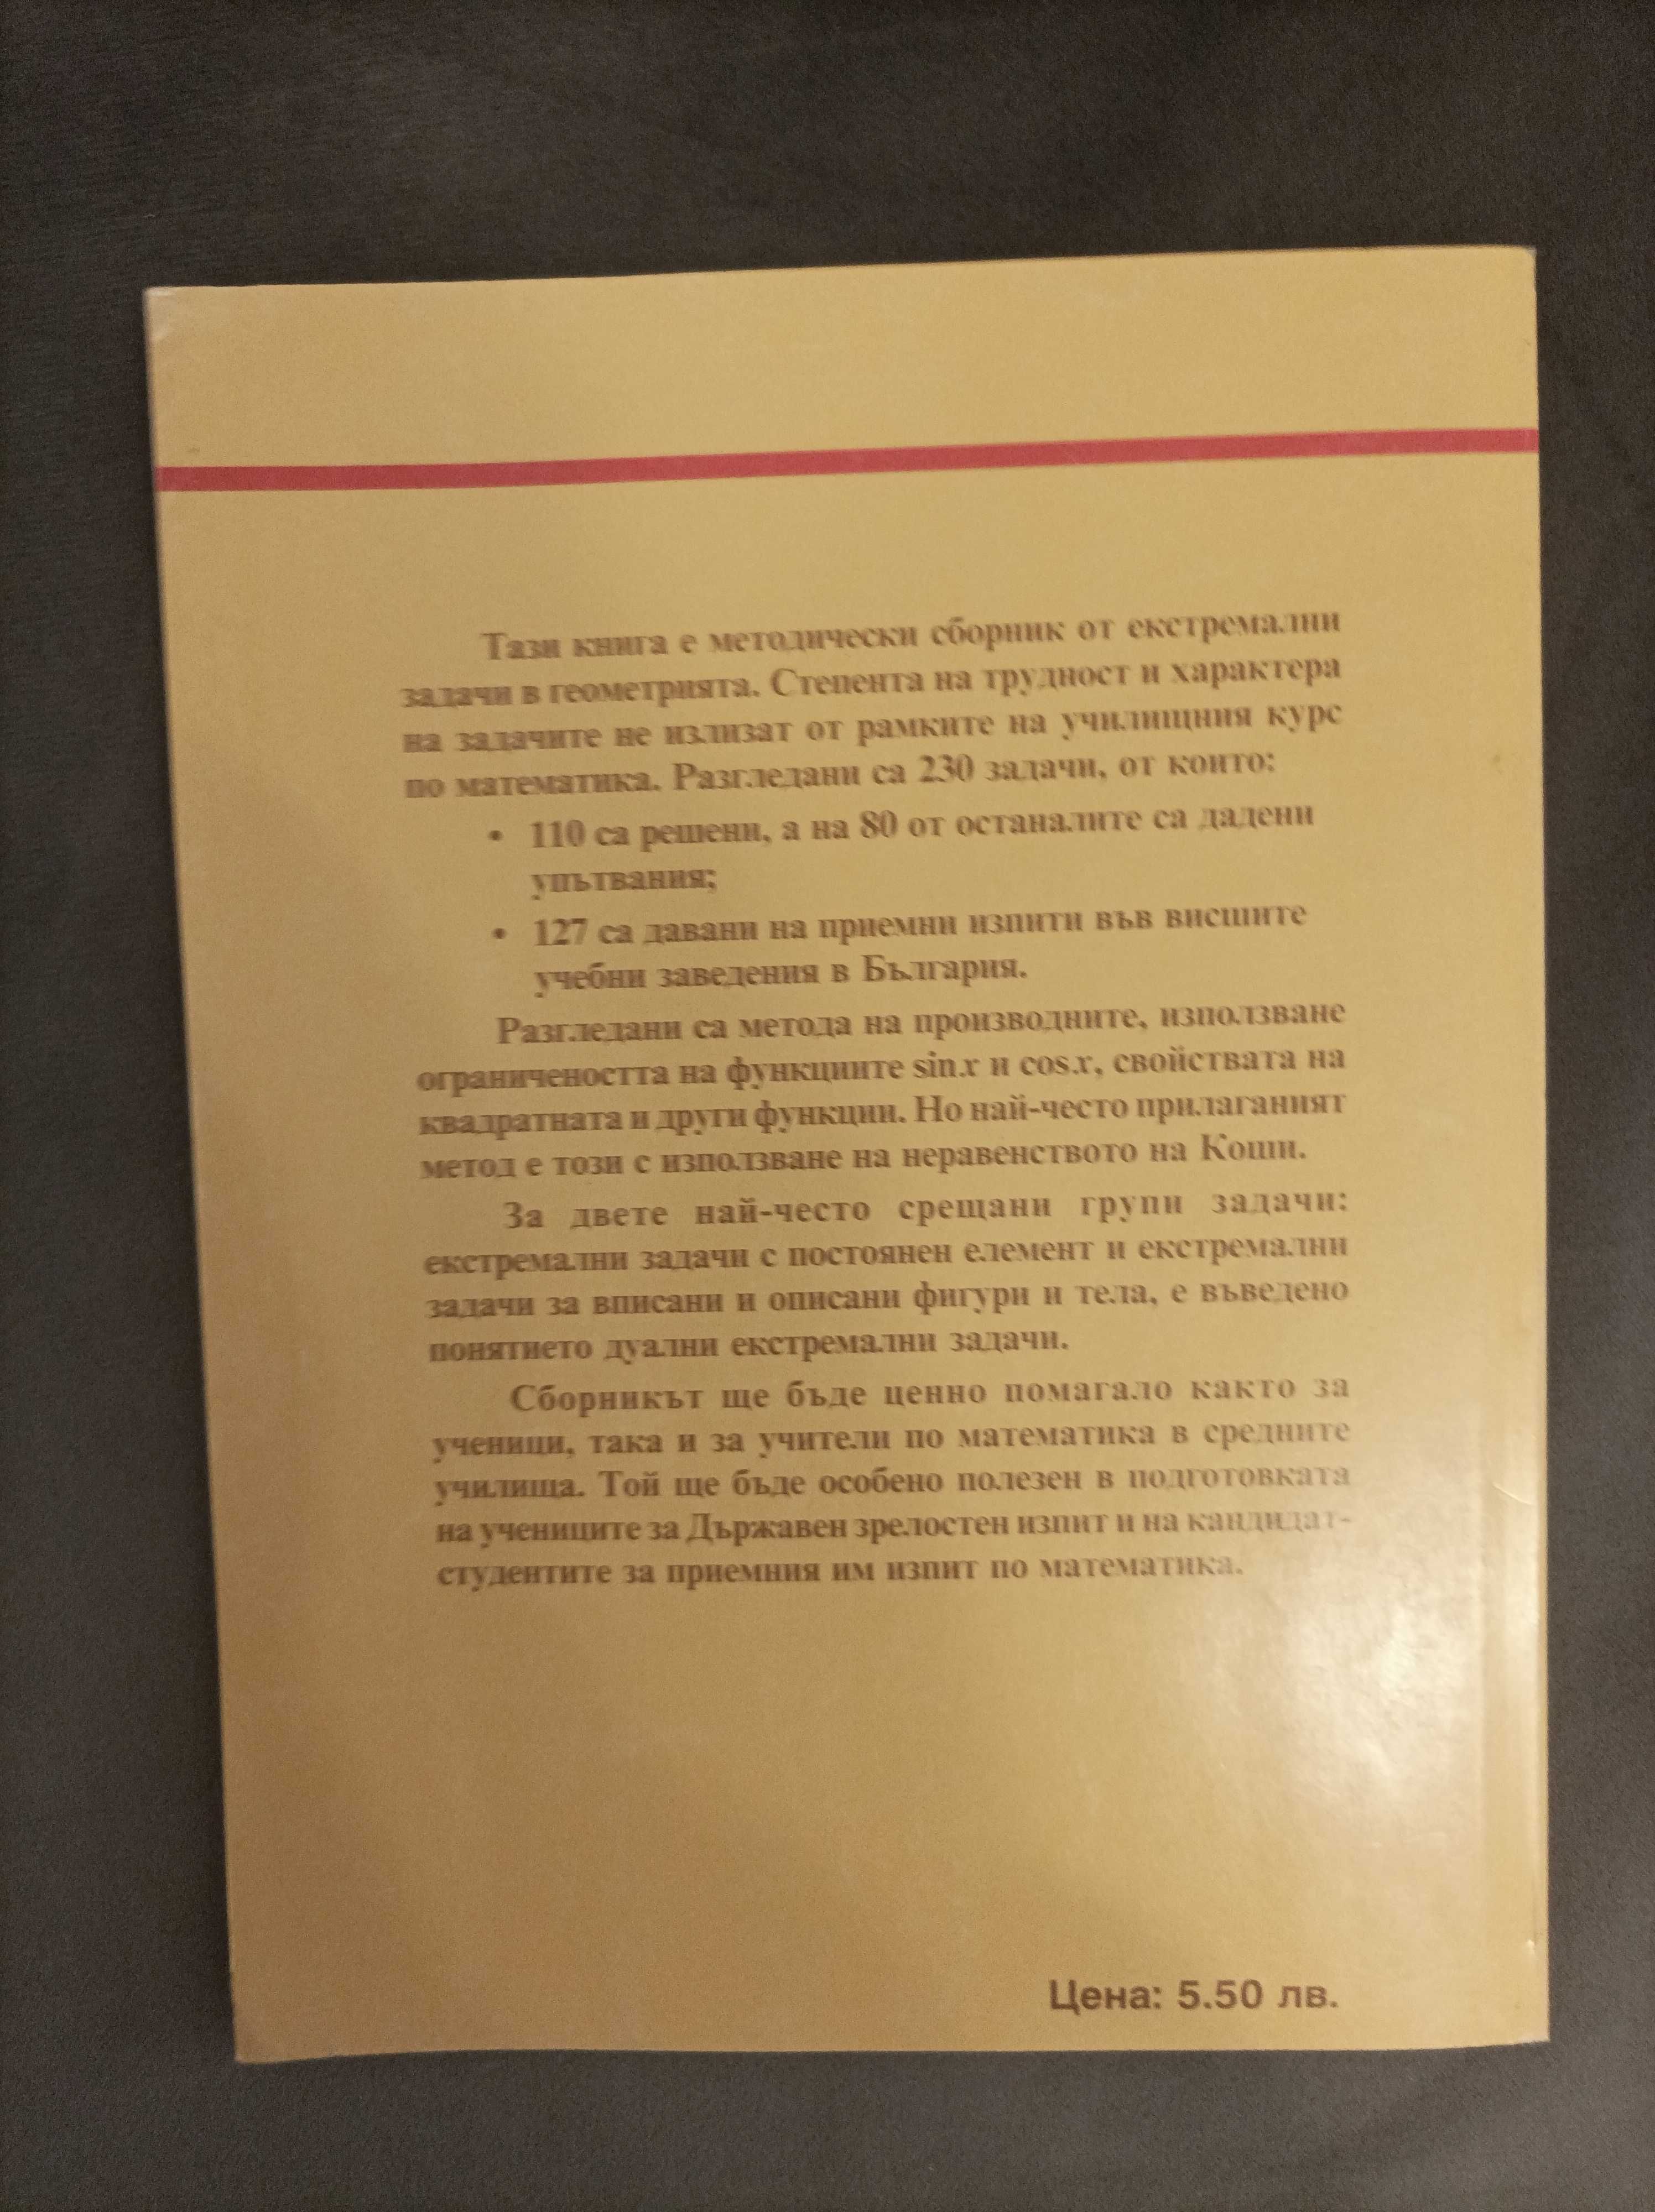 Тази книга е методически сборник от екстремални
задачи в геометрията. Степента на трудност и характера
на задачите не излизат от рамките на училищния курс
по математика. Разгледани са 230 задачи, от които:
• 110 са решени, а на 80 от останалите са дадени
упътвания;
• 127 са давани на приемни изпити във висшите
учебни заведения в България.
Разгледани са метода на производните, използване
ограничеността на функциите sinx и cosx, свойствата на
квадратната и други функции. Но най-често прилаганият
метод е този с използване на неравенството на Коши.
За двете най-често срещани групи задачи:
екстремални задачи с постоянен елемент и екстремални
задачи за вписани и описани фигури и тела, е въведено
понятието дуални екстремални задачи.
Сборникът ще бъде ценно помагало както за
ученици, така и за учители по математика в средните
училища. Той ще бъде особено полезен в подготовката
на учениците за Държавен зрелостен изпит и на кандидат-
студентите за приемния им изпит по математика.
Цена: 5.50 лв.